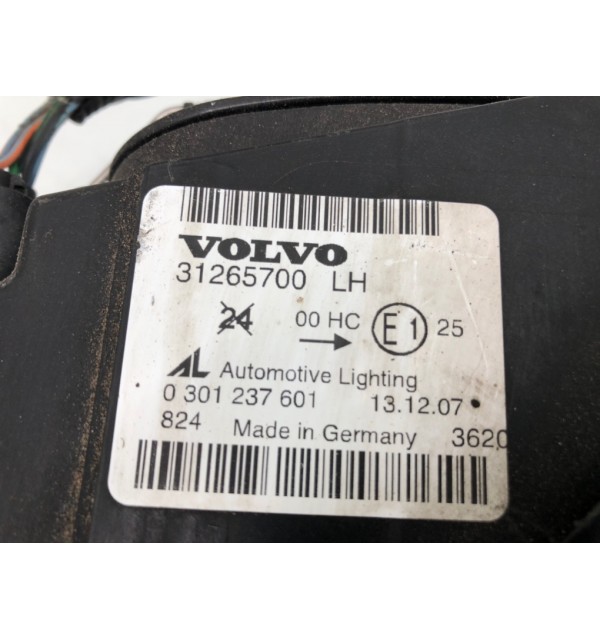 VOLVO
31265700 LH
24 00 HC E1 25
AL Automotive Lighting
0 301 237 601 13.12.07
824 Made in Germany 3620